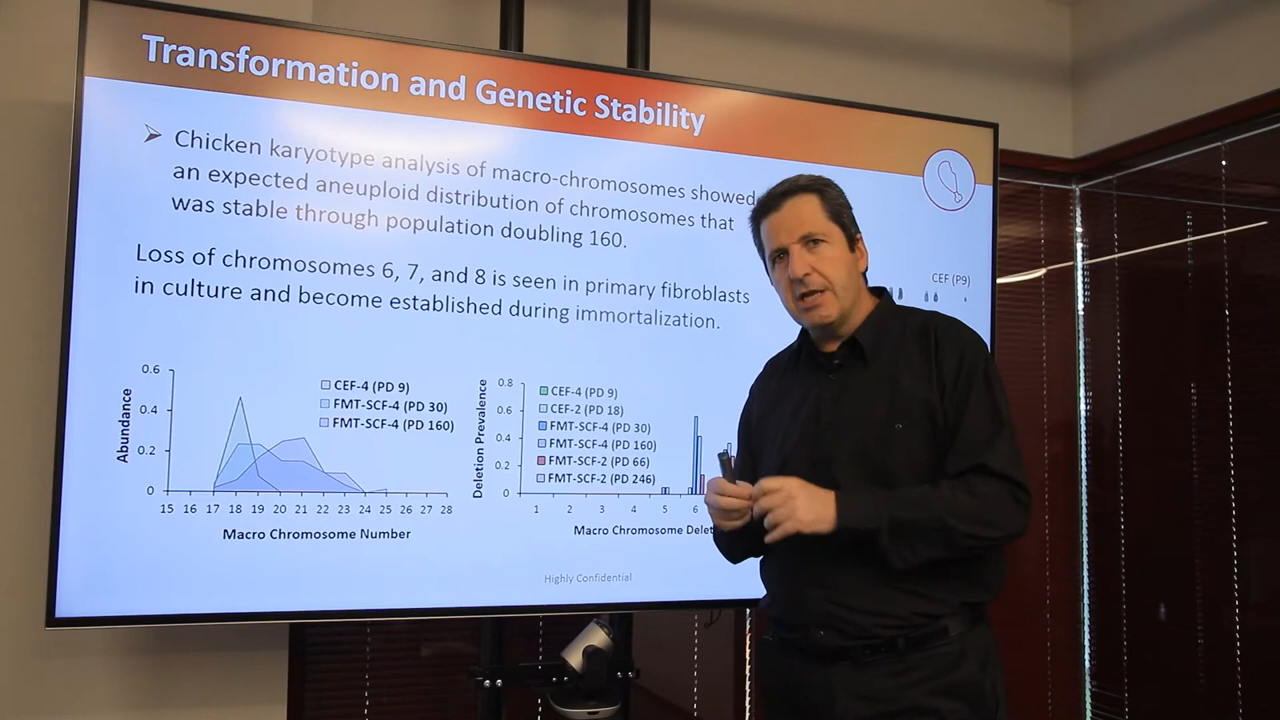 Transformation and Genetic Stability
Chicken karyotype analysis of macro-chromosomes showed
an expected aneuploid distribution of chromosomes that
was stable through population doubling 160.
Loss of chromosomes 6, 7, and 8 is seen in primary fibroblasts
in culture and become established during immortalization.
CEF (P9)
Abundance
0.6
0.4
0.2
0
CEF-4 (PD 9)
FMT-SCF-4 (PD 30)
FMT-SCF-4 (PD 160)
15 16 17 18 19 20 21 22 23 24 25 26 27 28
Macro Chromosome Number
Deletion Prevalence
0.8
0.6
0.4
0.2
0
CEF-4 (PD 9)
CEF-2 (PD 18)
FMT-SCF-4 (PD 30)
FMT-SCF-4 (PD 160)
FMT-SCF-2 (PD 66)
FMT-SCF-2 (PD 246)
1 2 3 4 5 6
Macro Chromosome Delet
Highly Confidential